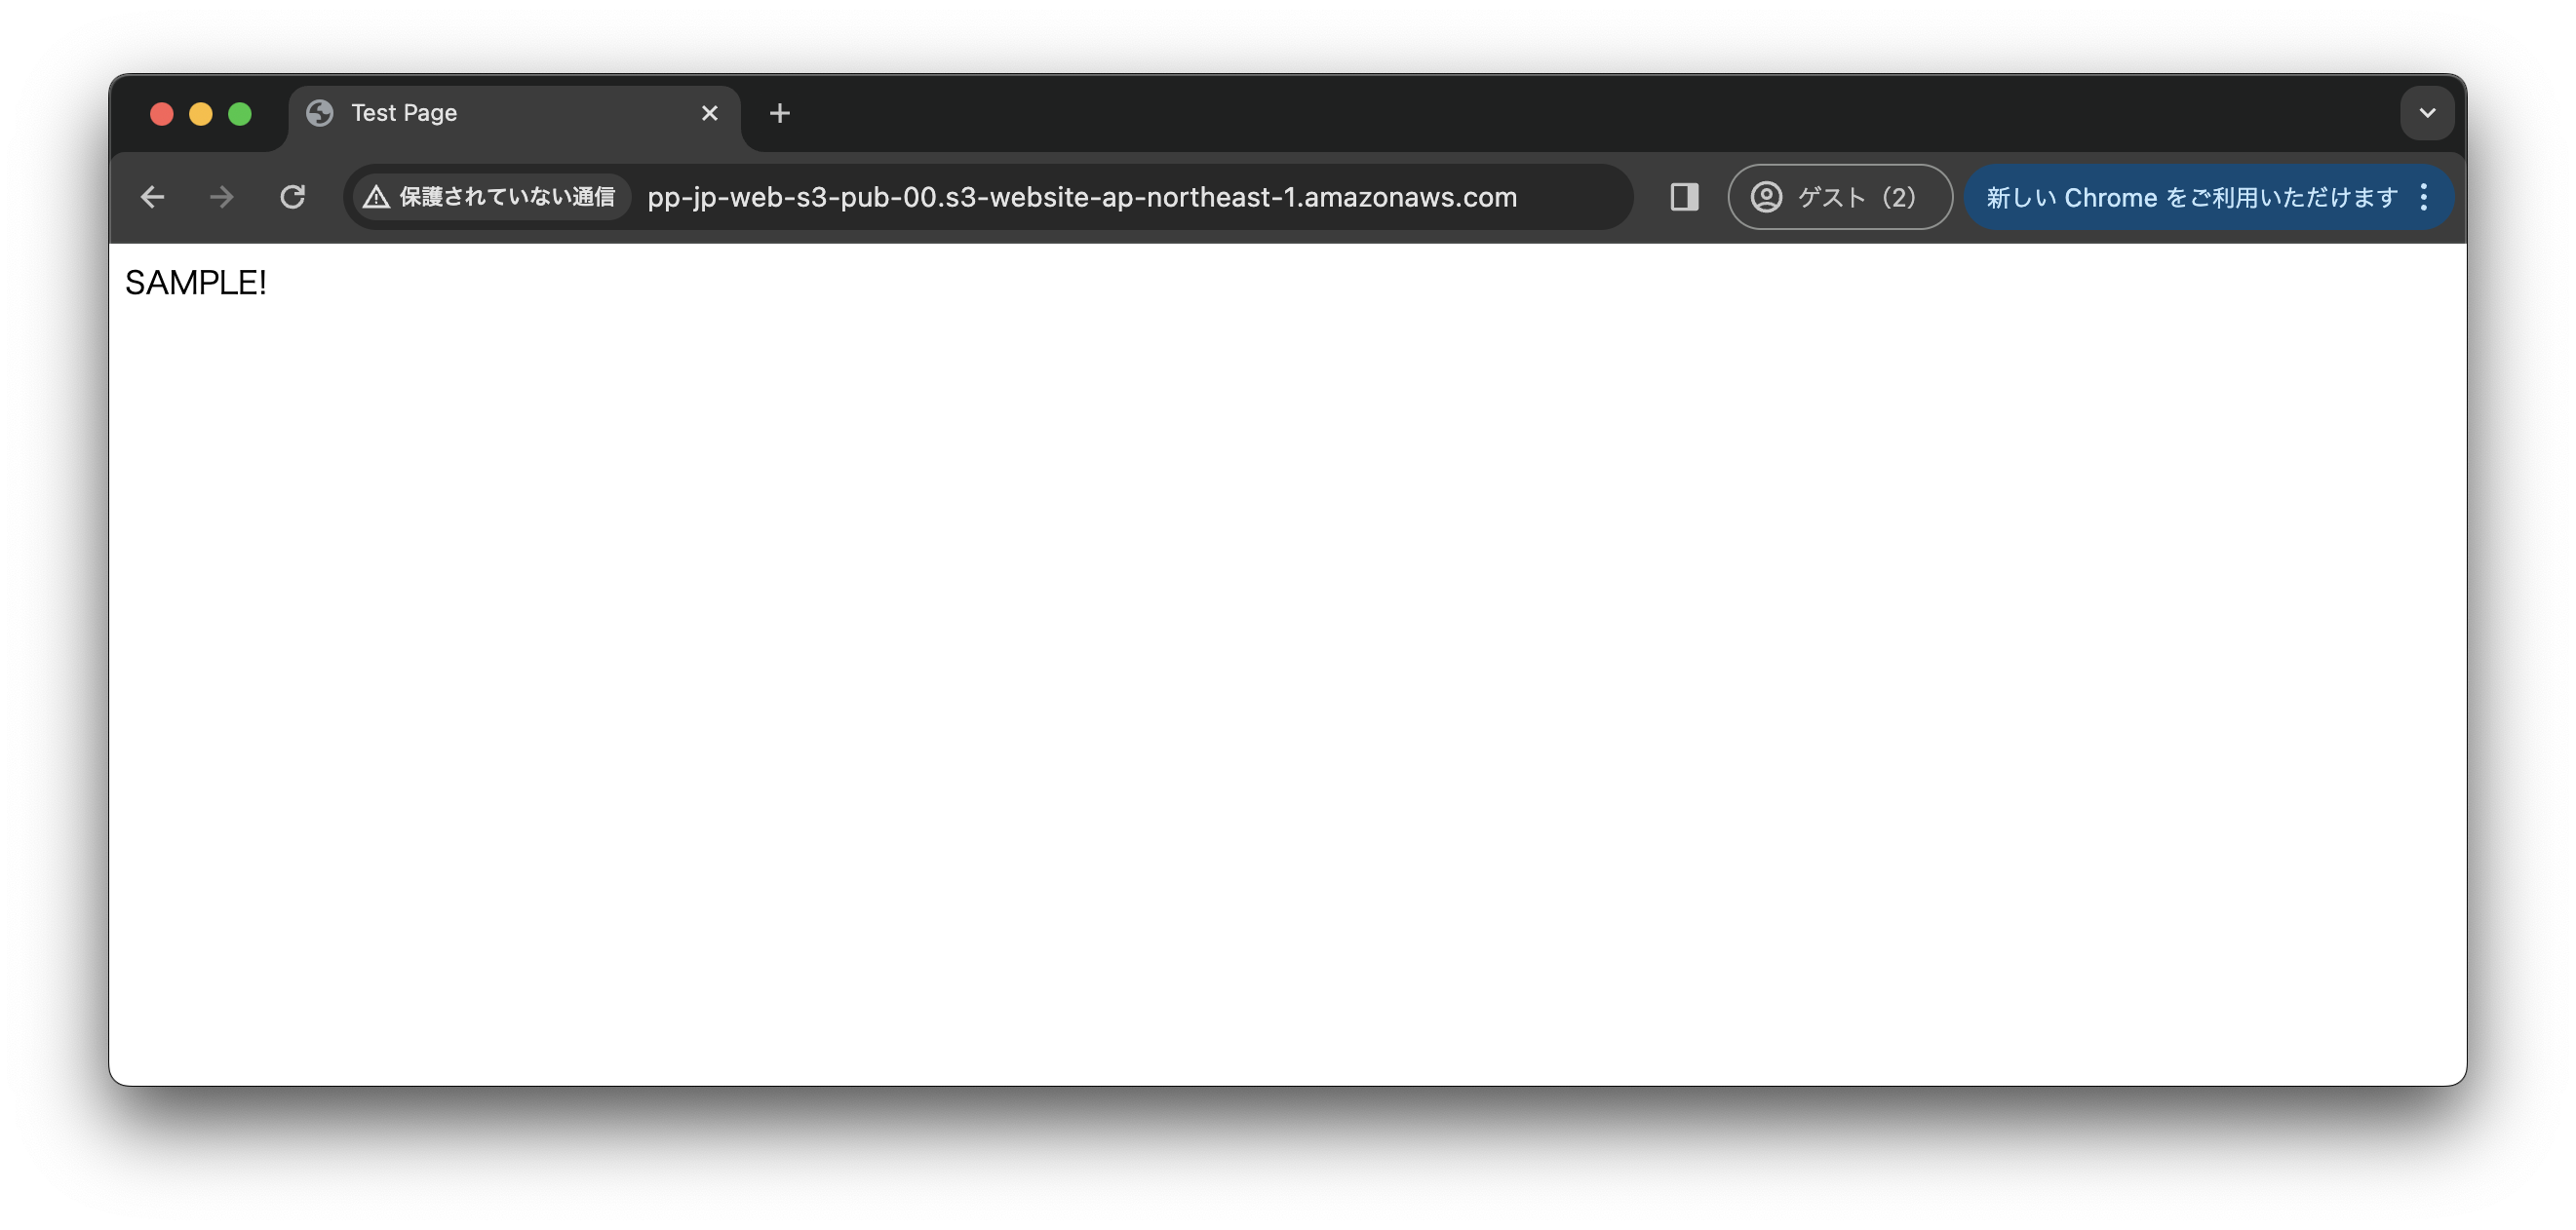 Test Page
保護されていない通信 pp-jp-web-s3-pub-00.s3-website-ap-northeast-1.amazonaws.com ゲスト (2) 新しい Chrome をご利用いただけます
SAMPLE!